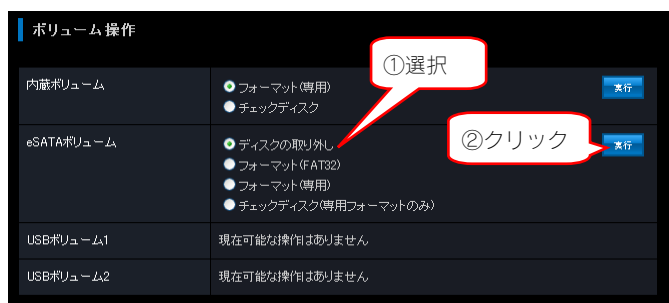 ボリューム操作
①選択
内蔵ボリューム
フォーマット(専用)
実行
チェックディスク
eSATAボリューム
ディスクの取り外し
②クリック
実行
フォーマット(FAT32)
フォーマット(専用)
チェックディスク(専用フォーマットのみ)
USBボリューム1
現在可能な操作はありません
USBボリューム2
現在可能な操作はありません